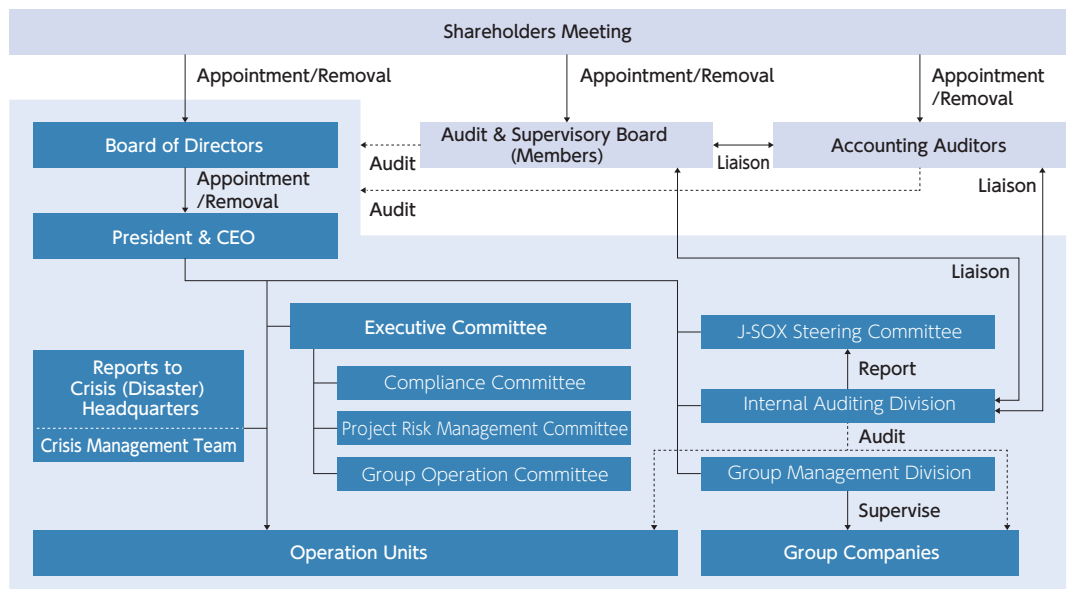 Shareholders Meeting
Appointment/Removal
Appointment/Removal
Appointment
/Removal
Board of Directors
Audit & Supervisory Board
(Members)
Accounting Auditors
Audit
Liaison
Appointment
/Removal
Audit
Liaison
President & CEO
Liaison
Executive Committee
J-SOX Steering Committee
Reports to
Crisis (Disaster)
Headquarters
Crisis Management Team
Compliance Committee
Report
Internal Auditing Division
Project Risk Management Committee
Audit
Group Operation Committee
Group Management Division
Supervise
Operation Units
Group Companies